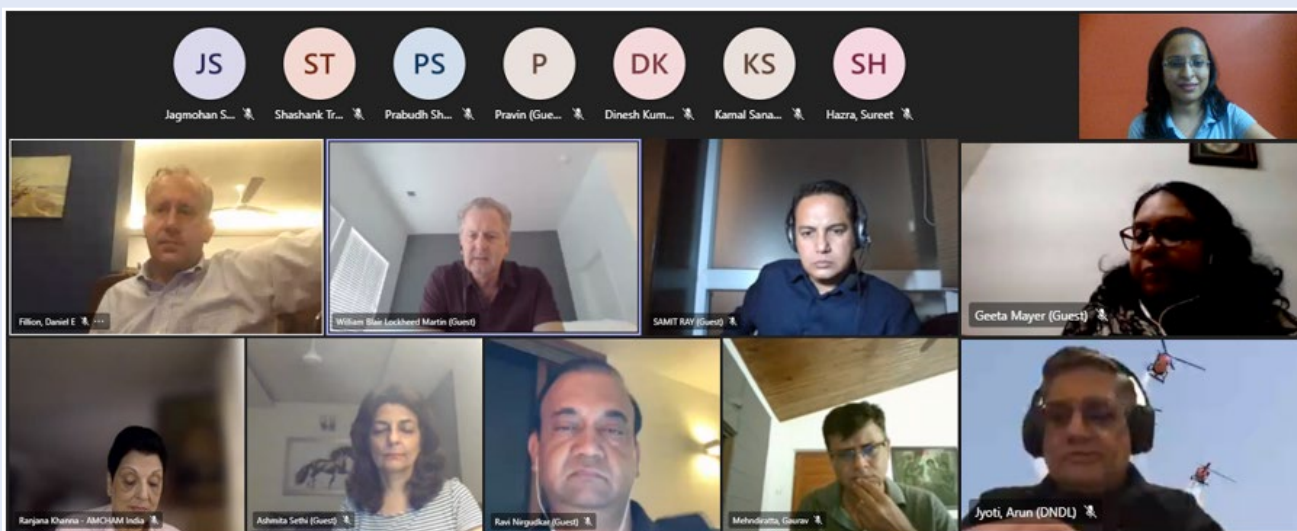 JS
ST
PS
P
DK
KS
SH
Jagmohan S...
Shashank Tr...
Prabudh Sh...
Pravin (Gue...
Dinesh Kum...
Kamal Sana...
Hazra, Sureet
Fillion, Daniel E ...
William Blair Lockheed Martin (Guest)
SAMIT RAY (Guest)
Geeta Mayer (Guest)
Ranjana Khanna - AMCHAM India
Ashmita Sethi (Guest)
Ravi Nirgudkar (Guest)
Mehndiratta, Gaurav
Jyoti, Arun (DNDL)